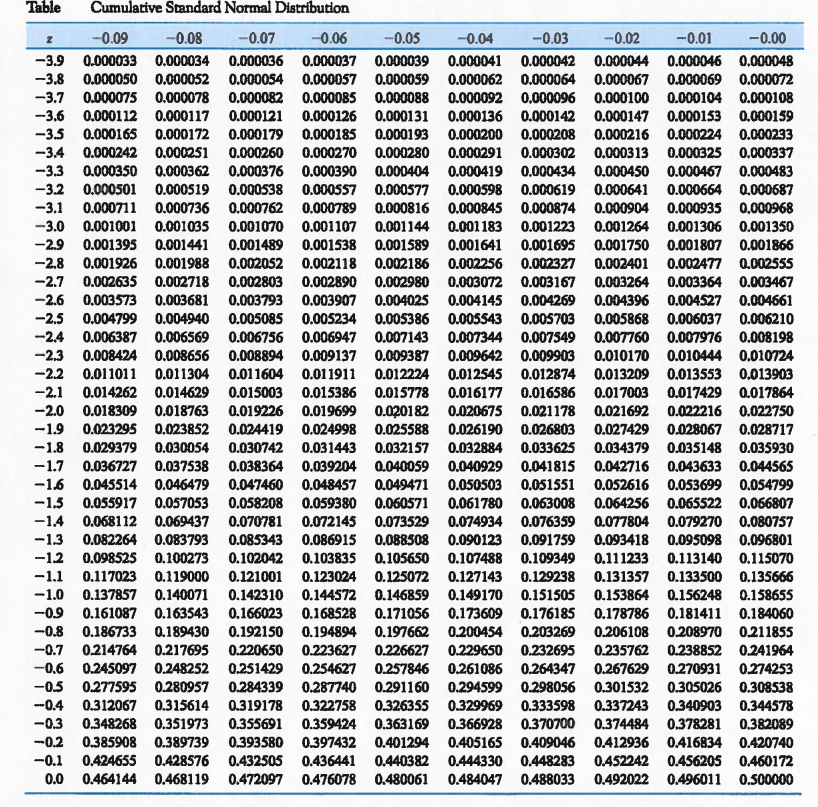 Table Cumulative Standard Normal Distribution
z −0.09 −0.08 −0.07 −0.06 −0.05 −0.04 −0.03 −0.02 −0.01 −0.00
−3.9 0.000033 0.000034 0.000036 0.000037 0.000039 0.000041 0.000042 0.000044 0.000046 0.000048
−3.8 0.000050 0.000052 0.000054 0.000057 0.000059 0.000062 0.000064 0.000067 0.000069 0.000072
−3.7 0.000075 0.000078 0.000082 0.000085 0.000088 0.000092 0.000096 0.000100 0.000104 0.000108
−3.6 0.000112 0.000117 0.000121 0.000126 0.000131 0.000136 0.000142 0.000147 0.000153 0.000159
−3.5 0.000165 0.000172 0.000179 0.000185 0.000193 0.000200 0.000208 0.000216 0.000224 0.000233
−3.4 0.000242 0.000251 0.000260 0.000270 0.000280 0.000291 0.000302 0.000313 0.000325 0.000337
−3.3 0.000350 0.000362 0.000376 0.000390 0.000404 0.000419 0.000434 0.000450 0.000467 0.000483
−3.2 0.000501 0.000519 0.000538 0.000557 0.000577 0.000598 0.000619 0.000641 0.000664 0.000687
−3.1 0.000711 0.000736 0.000762 0.000789 0.000816 0.000845 0.000874 0.000904 0.000935 0.000968
−3.0 0.001001 0.001035 0.001070 0.001107 0.001144 0.001183 0.001223 0.001264 0.001306 0.001350
−2.9 0.001395 0.001441 0.001489 0.001538 0.001589 0.001641 0.001695 0.001750 0.001807 0.001866
−2.8 0.001926 0.001988 0.002052 0.002118 0.002186 0.002256 0.002327 0.002401 0.002477 0.002555
−2.7 0.002635 0.002718 0.002803 0.002890 0.002980 0.003072 0.003167 0.003264 0.003364 0.003467
−2.6 0.003573 0.003681 0.003793 0.003907 0.004025 0.004145 0.004269 0.004396 0.004527 0.004661
−2.5 0.004799 0.004940 0.005085 0.005234 0.005386 0.005543 0.005703 0.005868 0.006037 0.006210
−2.4 0.006387 0.006569 0.006756 0.006947 0.007143 0.007344 0.007549 0.007760 0.007976 0.008198
−2.3 0.008424 0.008656 0.008894 0.009137 0.009387 0.009642 0.009903 0.010170 0.010444 0.010724
−2.2 0.011011 0.011304 0.011604 0.011911 0.012224 0.012545 0.012874 0.013209 0.013553 0.013903
−2.1 0.014262 0.014629 0.015003 0.015386 0.015778 0.016177 0.016586 0.017003 0.017429 0.017864
−2.0 0.018309 0.018763 0.019226 0.019699 0.020182 0.020675 0.021178 0.021692 0.022216 0.022750
−1.9 0.023295 0.023852 0.024419 0.024998 0.025588 0.026190 0.026803 0.027429 0.028067 0.028717
−1.8 0.029379 0.030054 0.030742 0.031443 0.032157 0.032884 0.033625 0.034379 0.035148 0.035930
−1.7 0.036727 0.037538 0.038364 0.039204 0.040059 0.040929 0.041815 0.042716 0.043633 0.044565
−1.6 0.045514 0.046479 0.047460 0.048457 0.049471 0.050503 0.051551 0.052616 0.053699 0.054799
−1.5 0.055917 0.057053 0.058208 0.059380 0.060571 0.061780 0.063008 0.064256 0.065522 0.066807
−1.4 0.068112 0.069437 0.070781 0.072145 0.073529 0.074934 0.076359 0.077804 0.079270 0.080757
−1.3 0.082264 0.083793 0.085343 0.086915 0.088508 0.090123 0.091759 0.093418 0.095098 0.096801
−1.2 0.098525 0.100273 0.102042 0.103835 0.105650 0.107488 0.109349 0.111233 0.113140 0.115070
−1.1 0.117023 0.119000 0.121001 0.123024 0.125072 0.127143 0.129238 0.131357 0.133500 0.135666
−1.0 0.137857 0.140071 0.142310 0.144572 0.146859 0.149170 0.151505 0.153864 0.156248 0.158655
−0.9 0.161087 0.163543 0.166023 0.168528 0.171056 0.173609 0.176185 0.178786 0.181411 0.184060
−0.8 0.186733 0.189430 0.192150 0.194894 0.197662 0.200454 0.203269 0.206108 0.208970 0.211855
−0.7 0.214764 0.217695 0.220650 0.223627 0.226627 0.229650 0.232695 0.235762 0.238852 0.241964
−0.6 0.245097 0.248252 0.251429 0.254627 0.257846 0.261086 0.264347 0.267629 0.270931 0.274253
−0.5 0.277595 0.280957 0.284339 0.287740 0.291160 0.294599 0.298056 0.301532 0.305026 0.308538
−0.4 0.312067 0.315614 0.319178 0.322758 0.326355 0.329969 0.333598 0.337243 0.340903 0.344578
−0.3 0.348268 0.351973 0.355691 0.359424 0.363169 0.366928 0.370700 0.374484 0.378281 0.382089
−0.2 0.385908 0.389739 0.393580 0.397432 0.401294 0.405165 0.409046 0.412936 0.416834 0.420740
−0.1 0.424655 0.428576 0.432505 0.436441 0.440382 0.444330 0.448283 0.452242 0.456205 0.460172
0.0 0.464144 0.468119 0.472097 0.476078 0.480061 0.484047 0.488033 0.492022 0.496011 0.500000